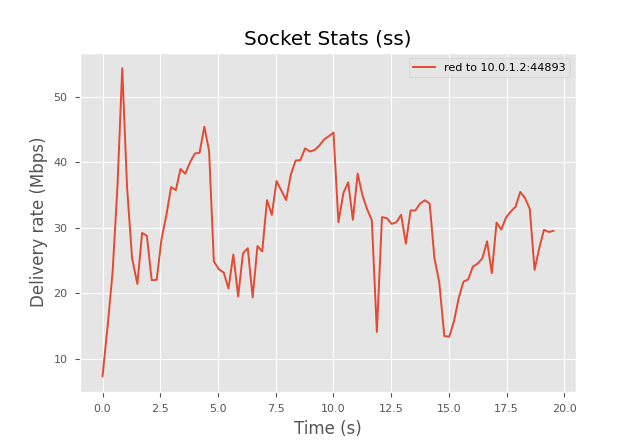 Socket Stats (ss)
red to 10.0.1.2:44893
Delivery rate (Mbps)
50
40
30
20
10
0.0 2.5 5.0 7.5 10.0 12.5 15.0 17.5 20.0
Time (s)